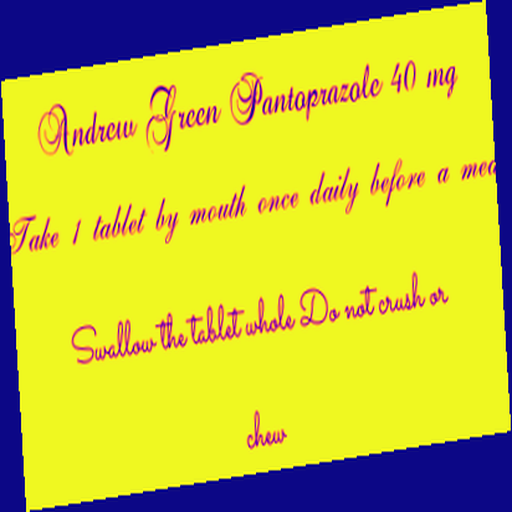 Andrew Green Pantoprazole 40 mg
Take 1 tablet by mouth once daily before a
Swallow the tablet whole Do not crush or
chew